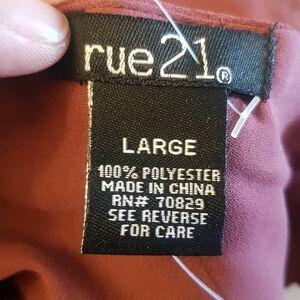 rue21®
LARGE
100% POLYESTER
MADE IN CHINA
RN# 70829
SEE REVERSE
FOR CARE